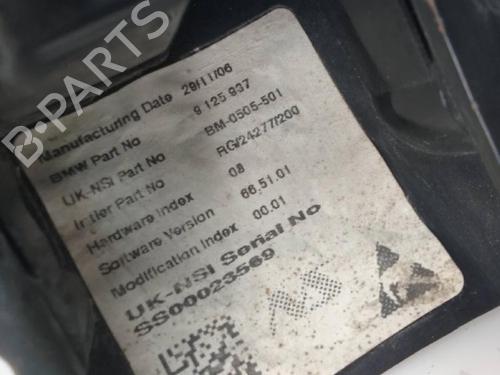 Manufacturing Date 29/11/06
BMW Part No 9 125 937
UK-NSI Part No BM-0505-501
Intier Part No RG/24277/200
Hardware Index 08
Software Version 66.51.01
Modification Index 00.01
UK-NSI Serial No
SS00023569
B-PARTS